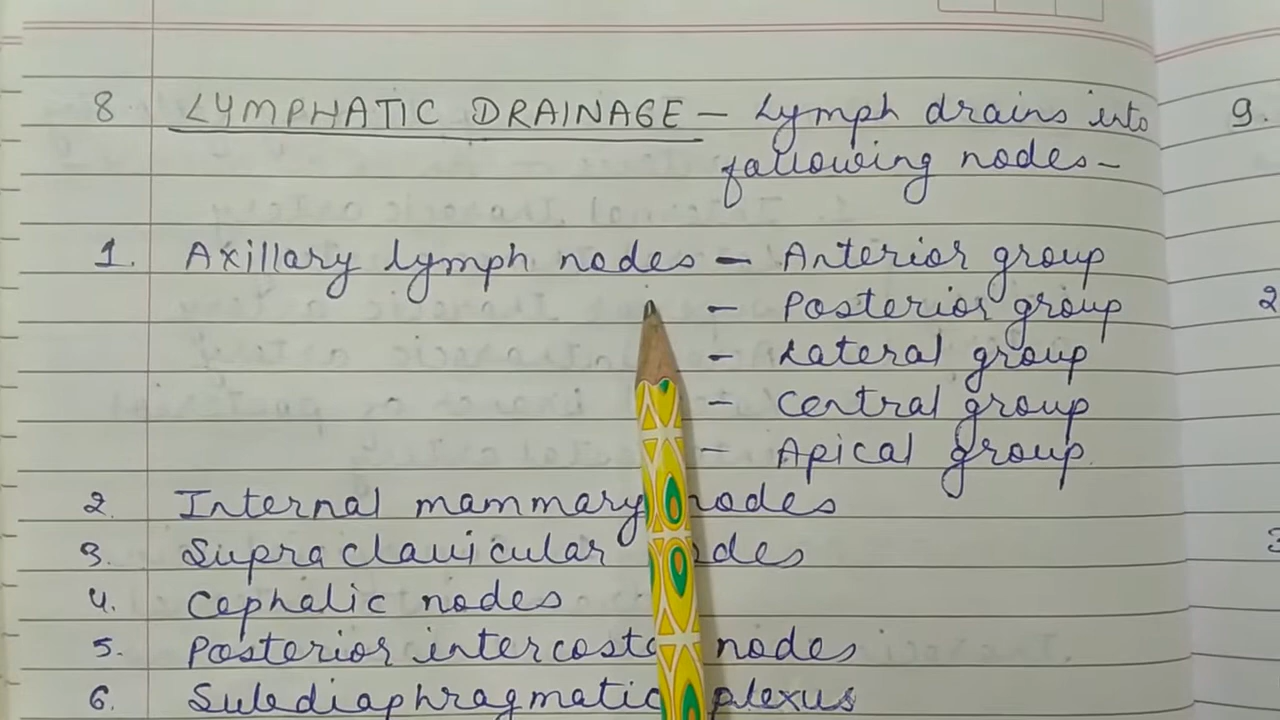 8 LYMPHATIC DRAINAGE – Lymph drains into
following nodes –
1. Axillary lymph nodes – Anterior group
– Posterior group
– Lateral group
– Central group
– Apical group
2. Internal mammary nodes
3. Supraclavicular nodes
4. Cephalic nodes
5. Posterior intercostal nodes
6. Subdiaphragmatic plexus
9.
2
3